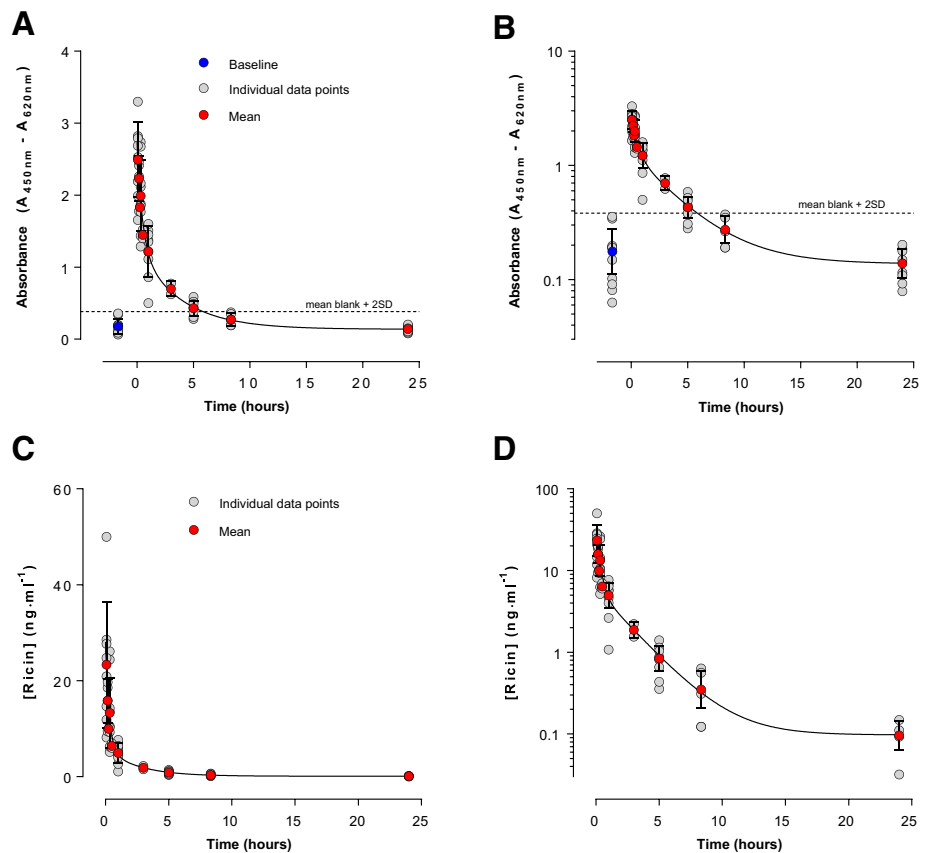 A
4
3
2
1
0
Absorbance (A450nm - A620nm)
Baseline
Individual data points
Mean
mean blank + 2SD
0 5 10 15 20 25
Time (hours)
B
10
1
0.1
Absorbance (A450nm - A620nm)
mean blank + 2SD
0 5 10 15 20 25
Time (hours)
C
60
40
20
0
[Ricin] (ng·ml-1)
Individual data points
Mean
0 5 10 15 20 25
Time (hours)
D
100
10
1
0.1
[Ricin] (ng·ml-1)
0 5 10 15 20 25
Time (hours)